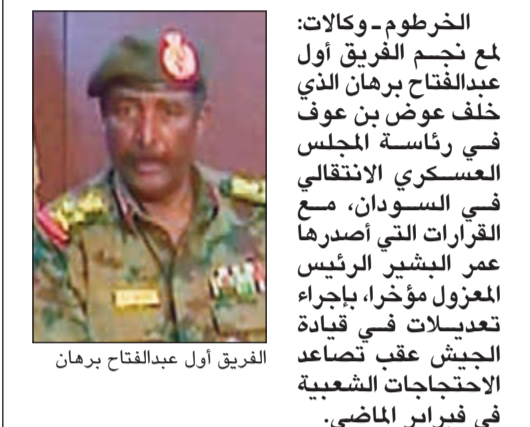 الخرطوم ـ وكالات:
لمع نجم الفريق أول
عبدالفتاح برهان الذي
خلف عوض بن عوف
في رئاسة المجلس
العسكري الانتقالي
في السودان، مع
القرارات التي أصدرها
عمر البشير الرئيس
المعزول مؤخرا، بإجراء
تعديلات في قيادة
الجيش عقب تصاعد
الاحتجاجات الشعبية
في فبراير الماضي.
الفريق أول عبدالفتاح برهان